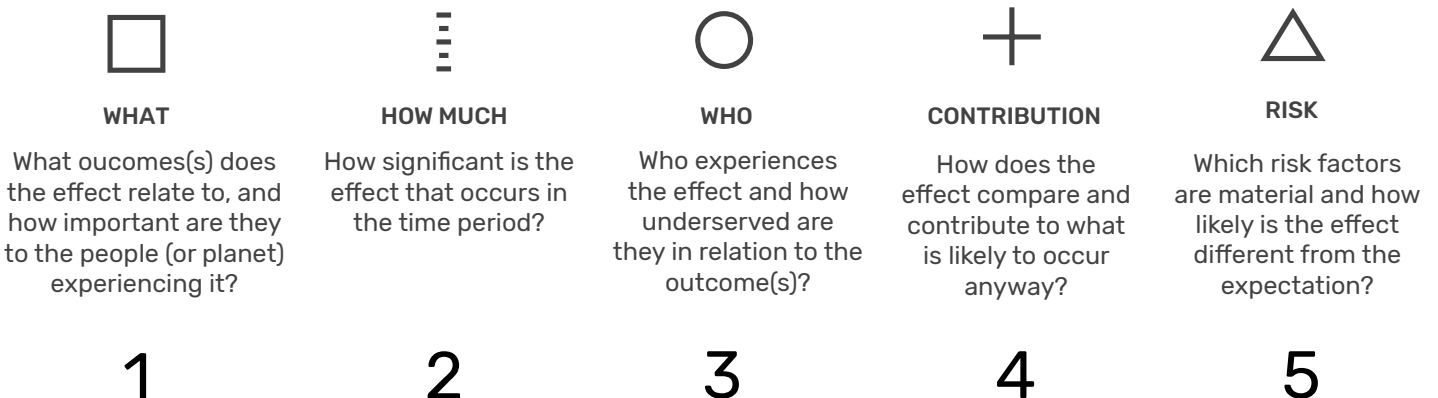 WHAT
What oucomes(s) does
the effect relate to, and
how important are they
to the people (or planet)
experiencing it?
1
HOW MUCH
How significant is the
effect that occurs in
the time period?
2
WHO
Who experiences
the effect and how
underserved are
they in relation to the
outcome(s)?
3
CONTRIBUTION
How does the
effect compare and
contribute to what
is likely to occur
anyway?
4
RISK
Which risk factors
are material and how
likely is the effect
different from the
expectation?
5